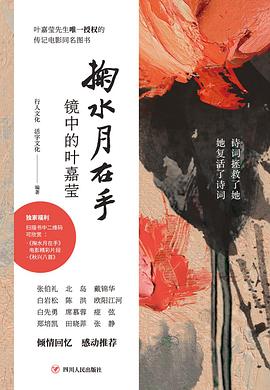 叶嘉莹先生唯一授权的
传记电影同名图书
掬水月在手
镜中的叶嘉莹
行人文化 活字文化
编著
诗词拯救了她
她复活了诗词
独家福利
扫描书中二维码
可欣赏：
·《掬水月在手》
电影精彩片段
·《秋兴八首》
张伯礼 北岛 戴锦华
白岩松 陈洪 欧阳江河
白先勇 席慕蓉 痖弦
郑培凯 田晓菲 张静
倾情回忆 感动推荐
四川人民出版社